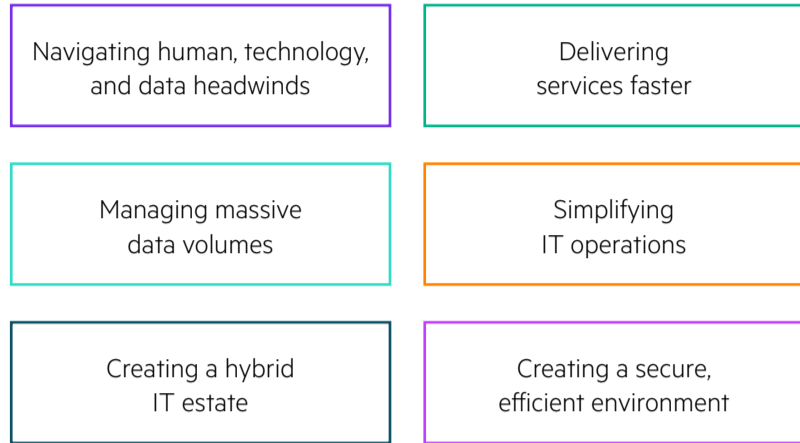 Navigating human, technology,
and data headwinds
Delivering
services faster
Managing massive
data volumes
Simplifying
IT operations
Creating a hybrid
IT estate
Creating a secure,
efficient environment